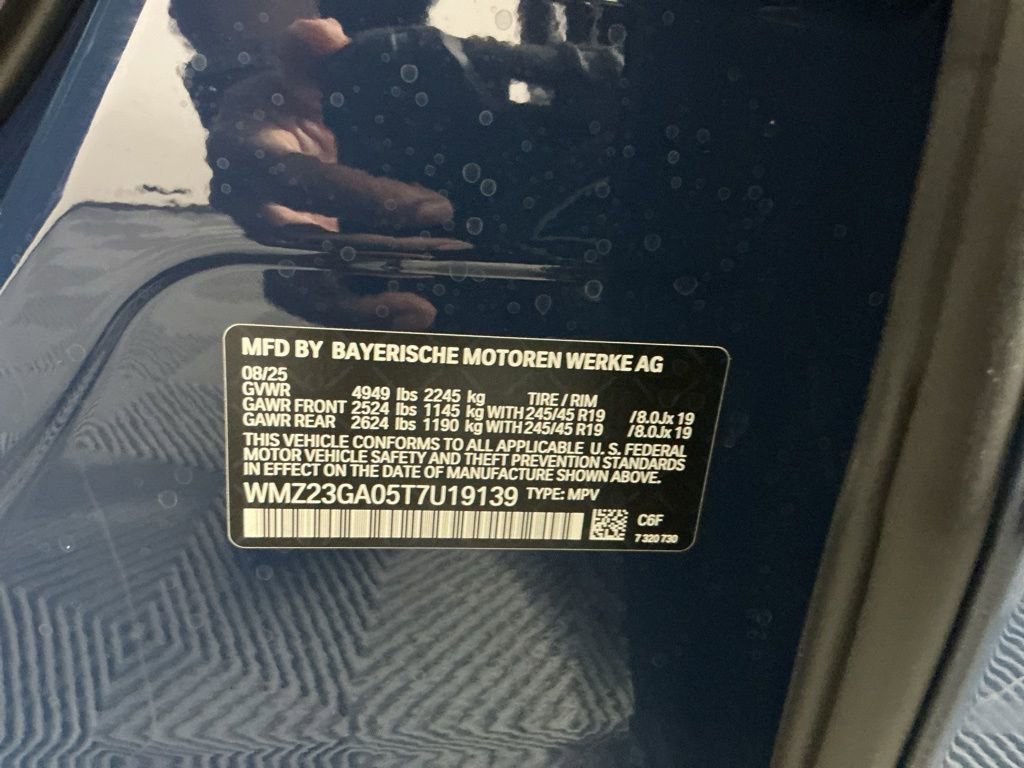 MFD BY BAYERISCHE MOTOREN WERKE AG
08/25
GVWR 4949 lbs 2245 kg TIRE / RIM
GAWR FRONT 2524 lbs 1145 kg WITH 245/45 R19 /8.0Jx 19
GAWR REAR 2624 lbs 1190 kg WITH 245/45 R19 /8.0Jx 19
THIS VEHICLE CONFORMS TO ALL APPLICABLE U. S. FEDERAL
MOTOR VEHICLE SAFETY AND THEFT PREVENTION STANDARDS
IN EFFECT ON THE DATE OF MANUFACTURE SHOWN ABOVE.
WMZ23GA05T7U19139 TYPE: MPV
C6F
7 320 730